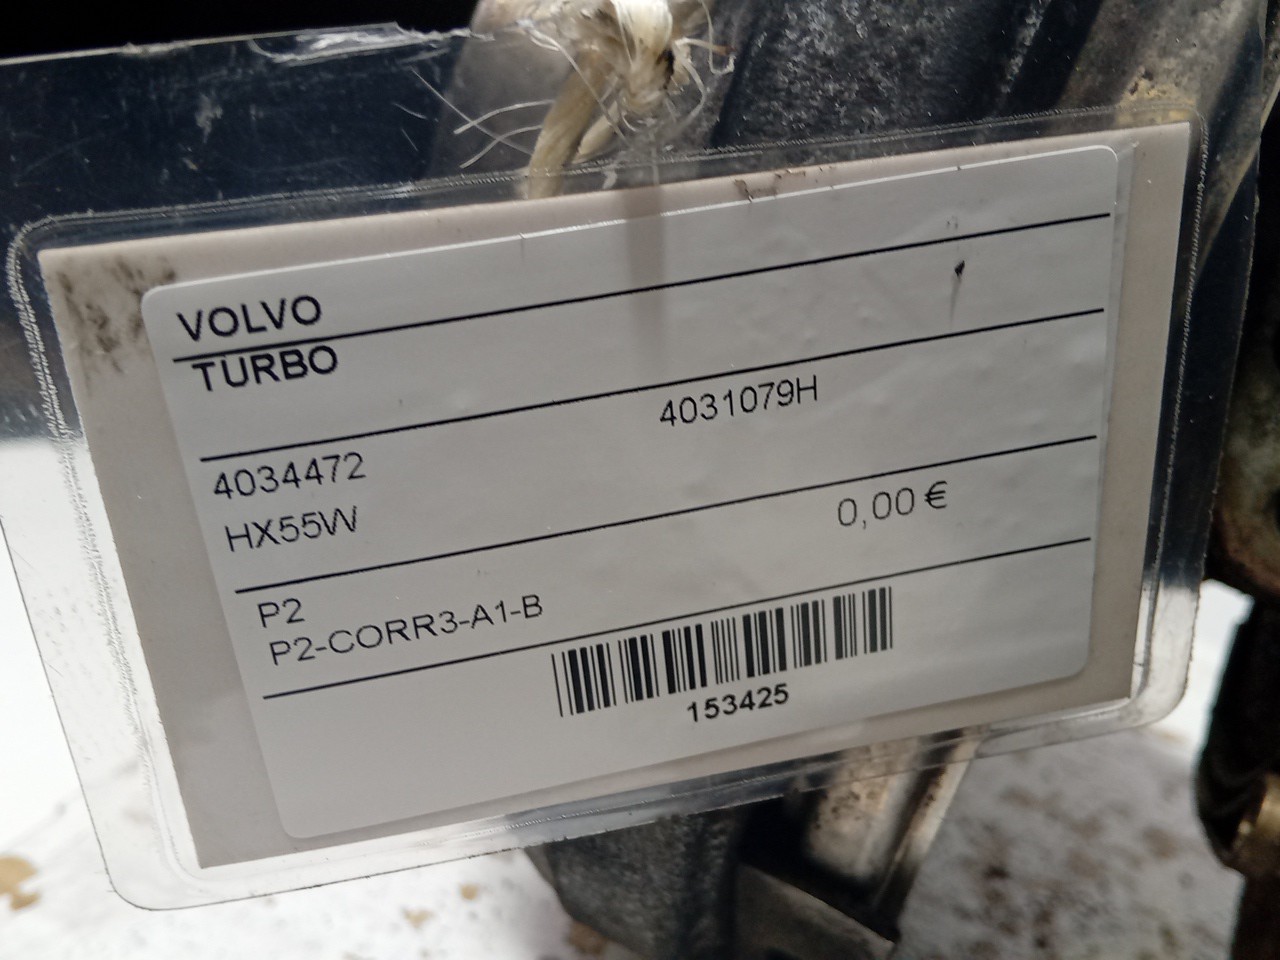 VOLVO
TURBO
4031079H
4034472
HX55W
0,00 €
P2
P2-CORR3-A1-B
153425